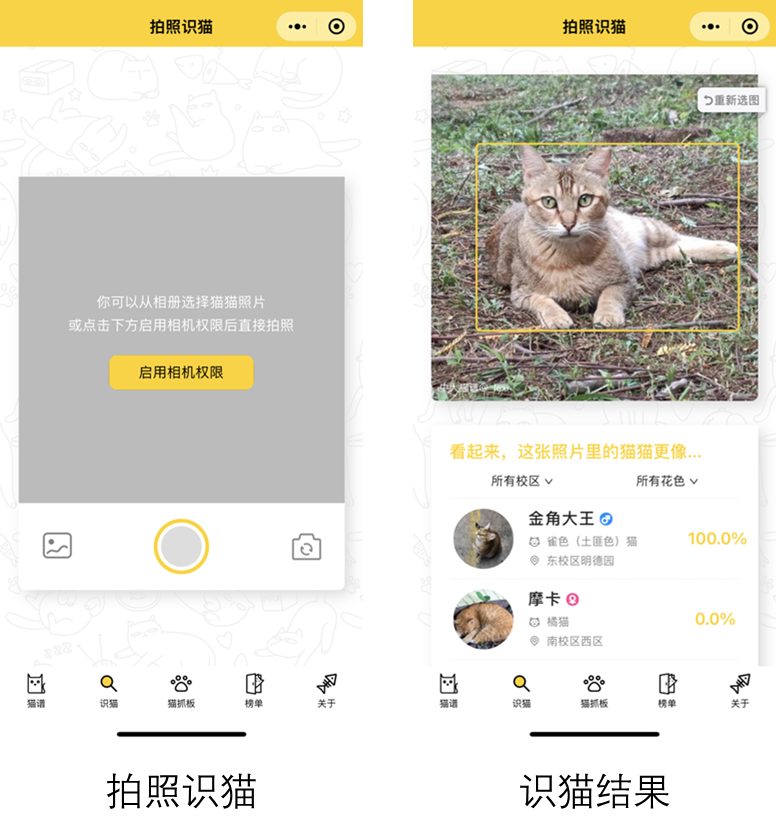 拍照识猫
你可以从相册选择猫猫照片
或点击下方启用相机权限后直接拍照
启用相机权限
猫谱
识猫
猫抓板
榜单
关于
拍照识猫
拍照识猫
重新选图
看起来，这张照片里的猫猫更像...
所有校区
所有花色
金角大王
雀色（土匪色）猫
东校区明德园
100.0%
摩卡
橘猫
南校区西区
0.0%
猫谱
识猫
猫抓板
榜单
关于
识猫结果